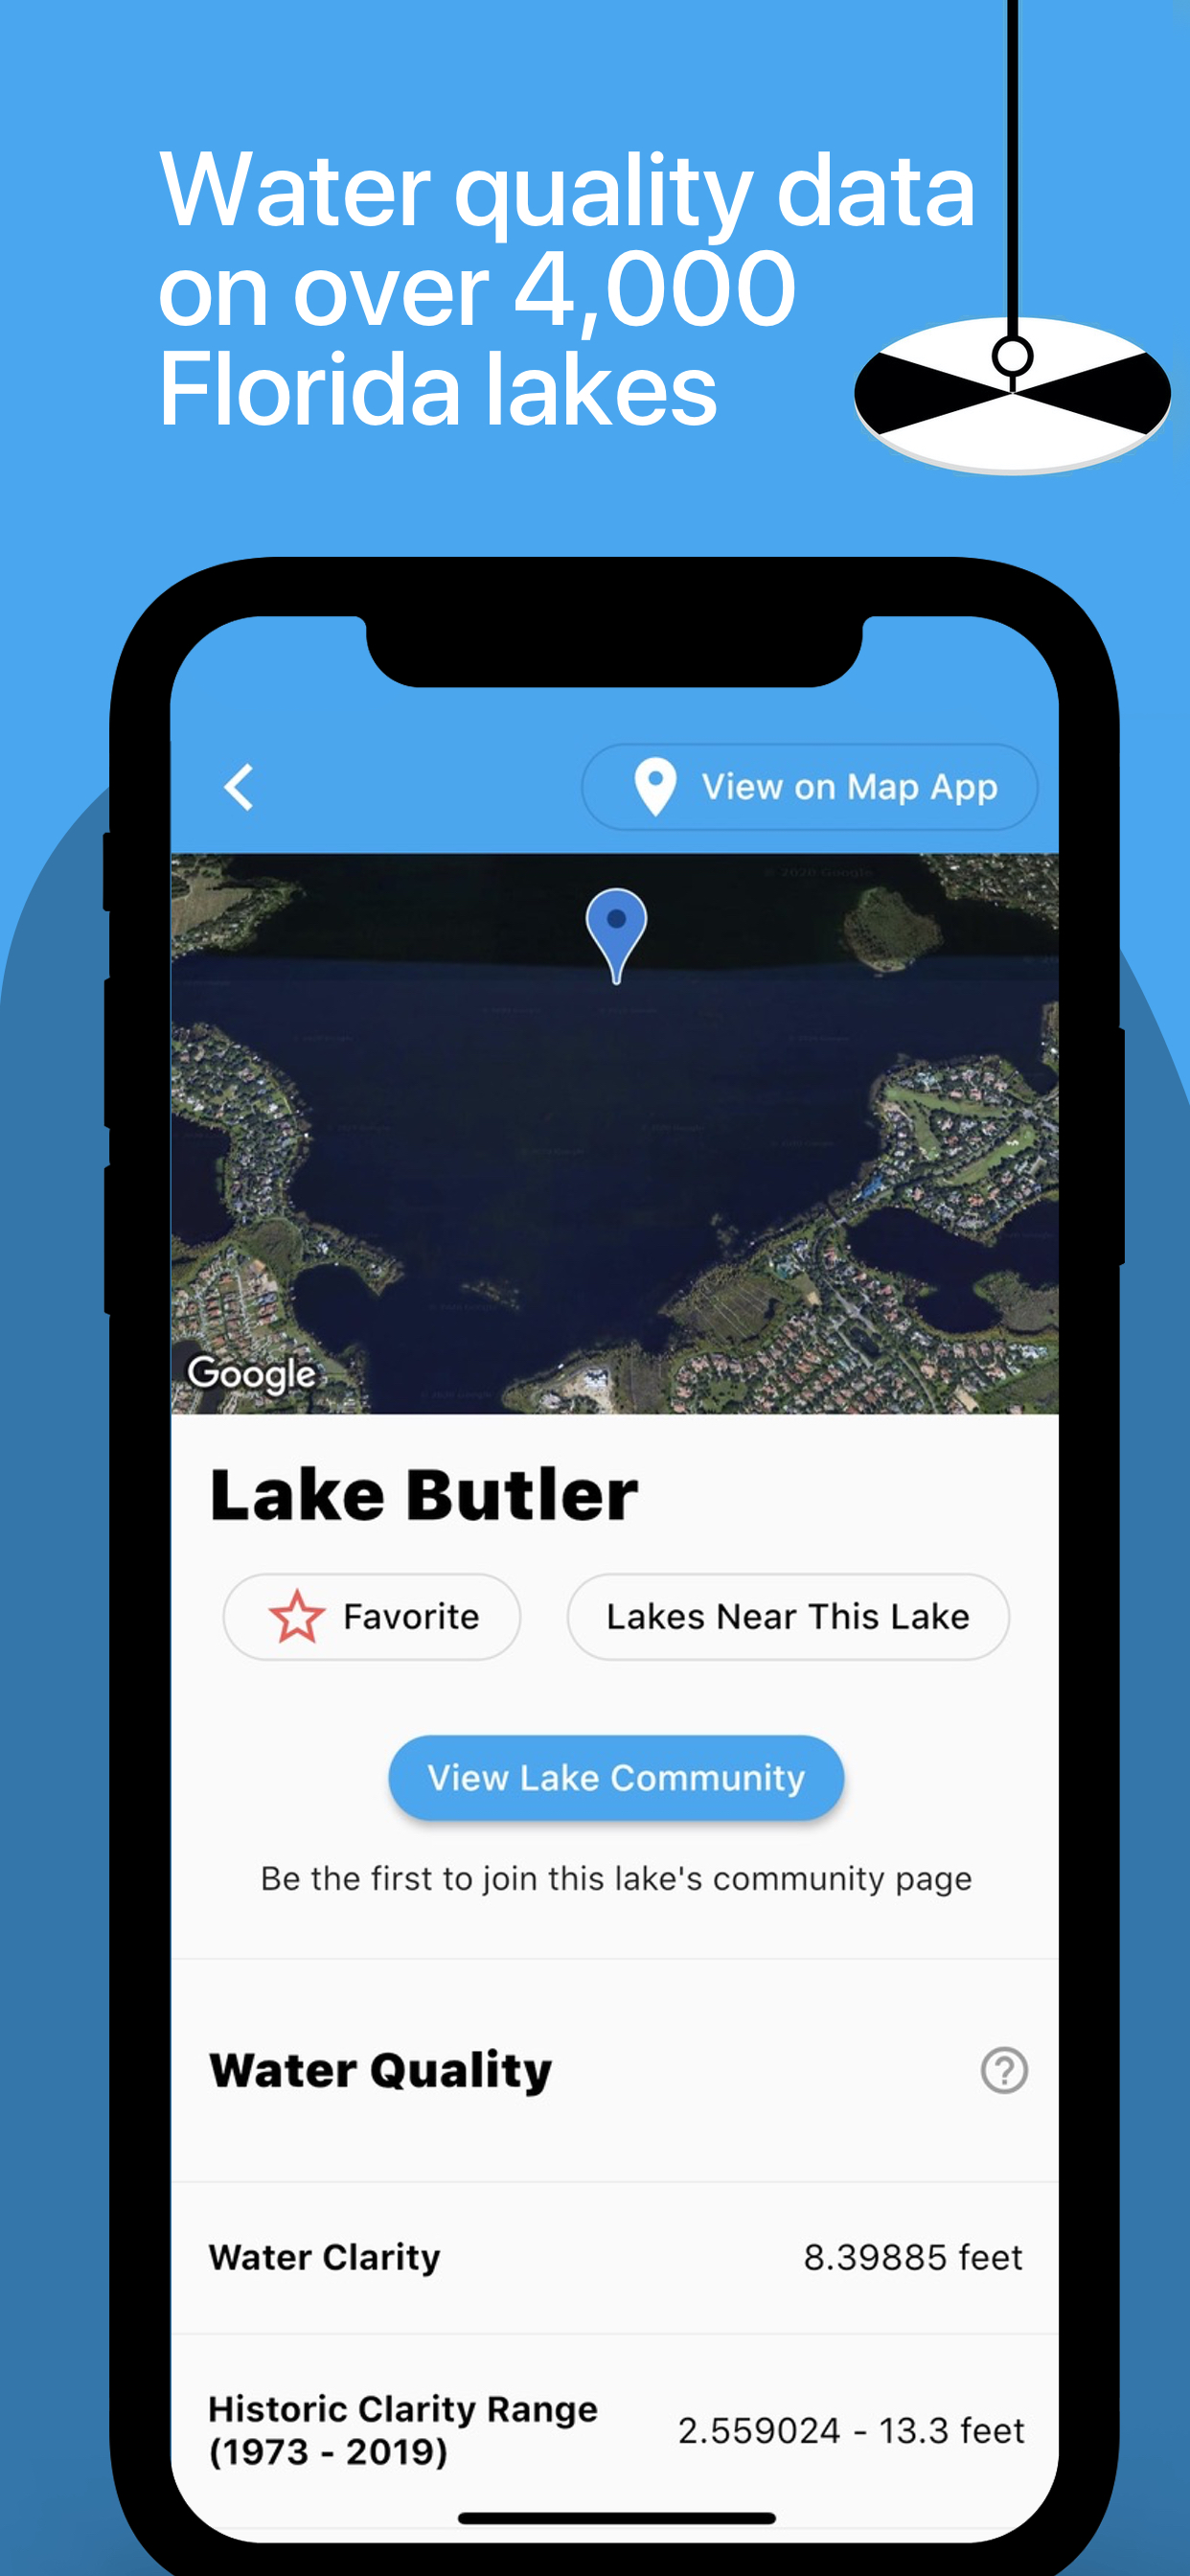 Water quality data
on over 4,000
Florida lakes
View on Map App
© 2020 Google
Google
Lake Butler
Favorite
Lakes Near This Lake
View Lake Community
Be the first to join this lake's community page
Water Quality
?
Water Clarity
8.39885 feet
Historic Clarity Range
(1973 - 2019)
2.559024 - 13.3 feet